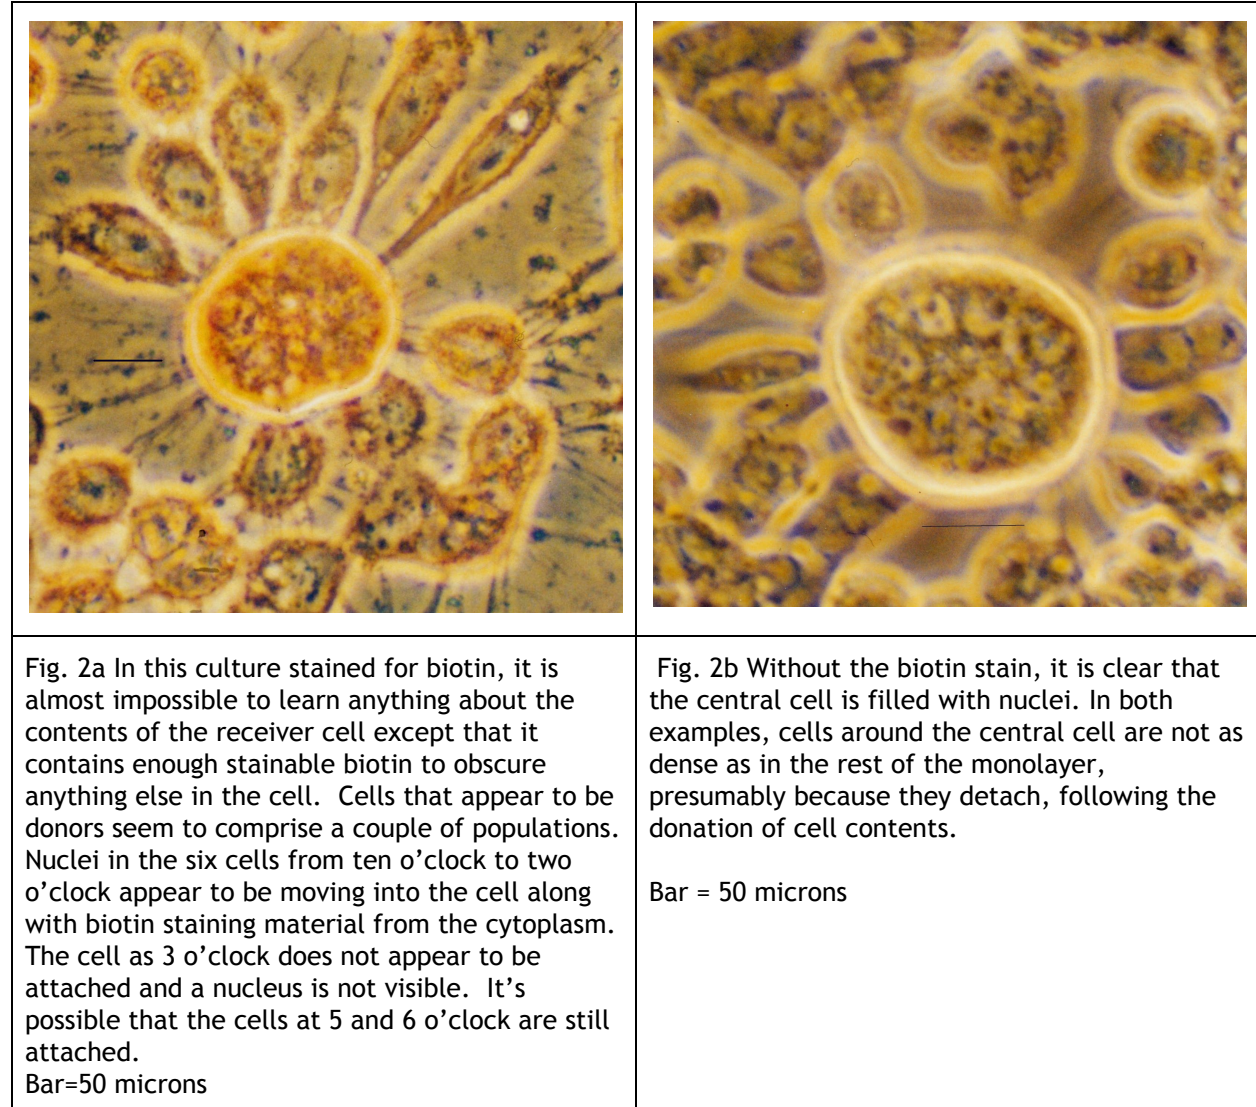 Fig. 2a In this culture stained for biotin, it is
almost impossible to learn anything about the
contents of the receiver cell except that it
contains enough stainable biotin to obscure
anything else in the cell.  Cells that appear to be
donors seem to comprise a couple of populations.
Nuclei in the six cells from ten o’clock to two
o’clock appear to be moving into the cell along
with biotin staining material from the cytoplasm.
The cell as 3 o’clock does not appear to be
attached and a nucleus is not visible.  It’s
possible that the cells at 5 and 6 o’clock are still
attached.
Bar=50 microns
Fig. 2b Without the biotin stain, it is clear that
the central cell is filled with nuclei. In both
examples, cells around the central cell are not as
dense as in the rest of the monolayer,
presumably because they detach, following the
donation of cell contents.
Bar = 50 microns